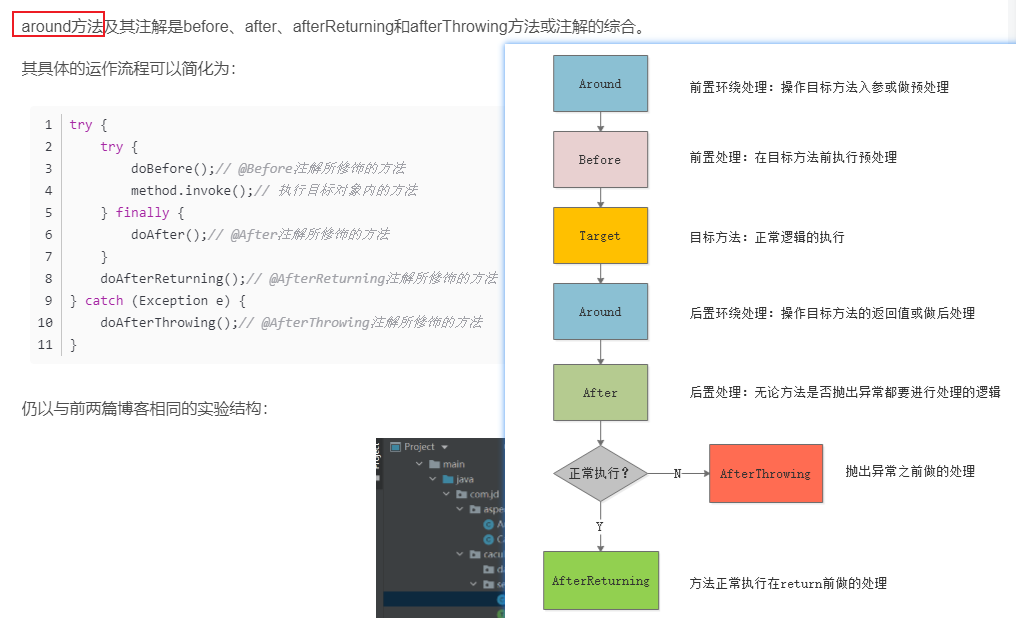 around方法及其注解是before、after、afterReturning和afterThrowing方法或注解的综合。
其具体的运作流程可以简化为：
1 try {
2 try {
3 doBefore();// @Before注解所修饰的方法
4 method.invoke();// 执行目标对象内的方法
5 } finally {
6 doAfter();// @After注解所修饰的方法
7 }
8 doAfterReturning();// @AfterReturning注解所修饰的方法
9 } catch (Exception e) {
10 doAfterThrowing();// @AfterThrowing注解所修饰的方法
11 }
仍以与前两篇博客相同的实验结构：
Project
main
java
com.jd
Around
前置环绕处理：操作目标方法入参或做预处理
Before
前置处理：在目标方法前执行预处理
Target
目标方法：正常逻辑的执行
Around
后置环绕处理：操作目标方法的返回值或做后处理
After
后置处理：无论方法是否抛出异常都要进行处理的逻辑
正常执行？
N
AfterThrowing
抛出异常之前做的处理
Y
AfterReturning
方法正常执行在return前做的处理